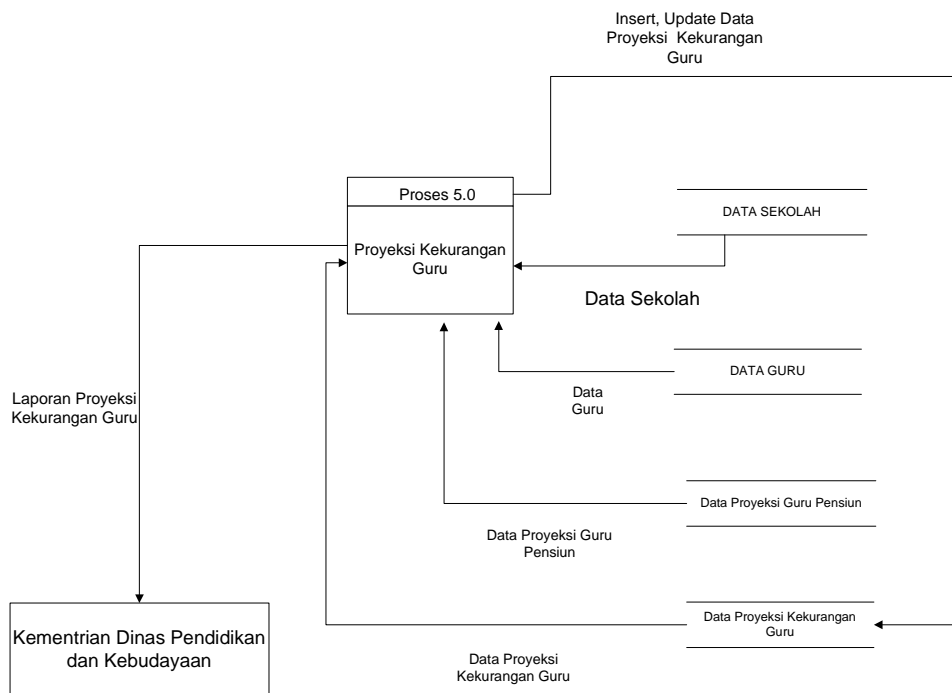 Insert, Update Data
Proyeksi Kekurangan
Guru
Proses 5.0
Proyeksi Kekurangan
Guru
DATA SEKOLAH
Data Sekolah
DATA GURU
Data
Guru
Laporan Proyeksi
Kekurangan Guru
Data Proyeksi Guru Pensiun
Data Proyeksi Guru
Pensiun
Data Proyeksi Kekurangan
Guru
Kementrian Dinas Pendidikan
dan Kebudayaan
Data Proyeksi
Kekurangan Guru